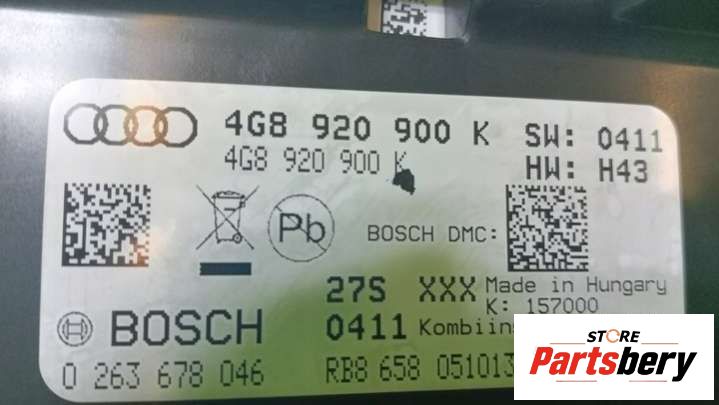 4G8 920 900 K SW: 0411
4G8 920 900 K HW: H43
Pb BOSCH DMC:
27S XXX Made in Hungary
K: 157000
BOSCH 0411
0 263 678 046 RB8 658 051013
STORE
Partsbery